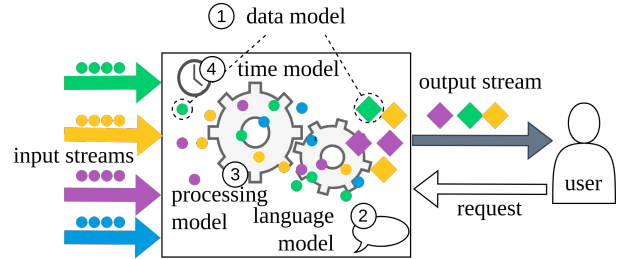 1 data model
4 time model
output stream
input streams
3
processing
model
language
model
2
user
request